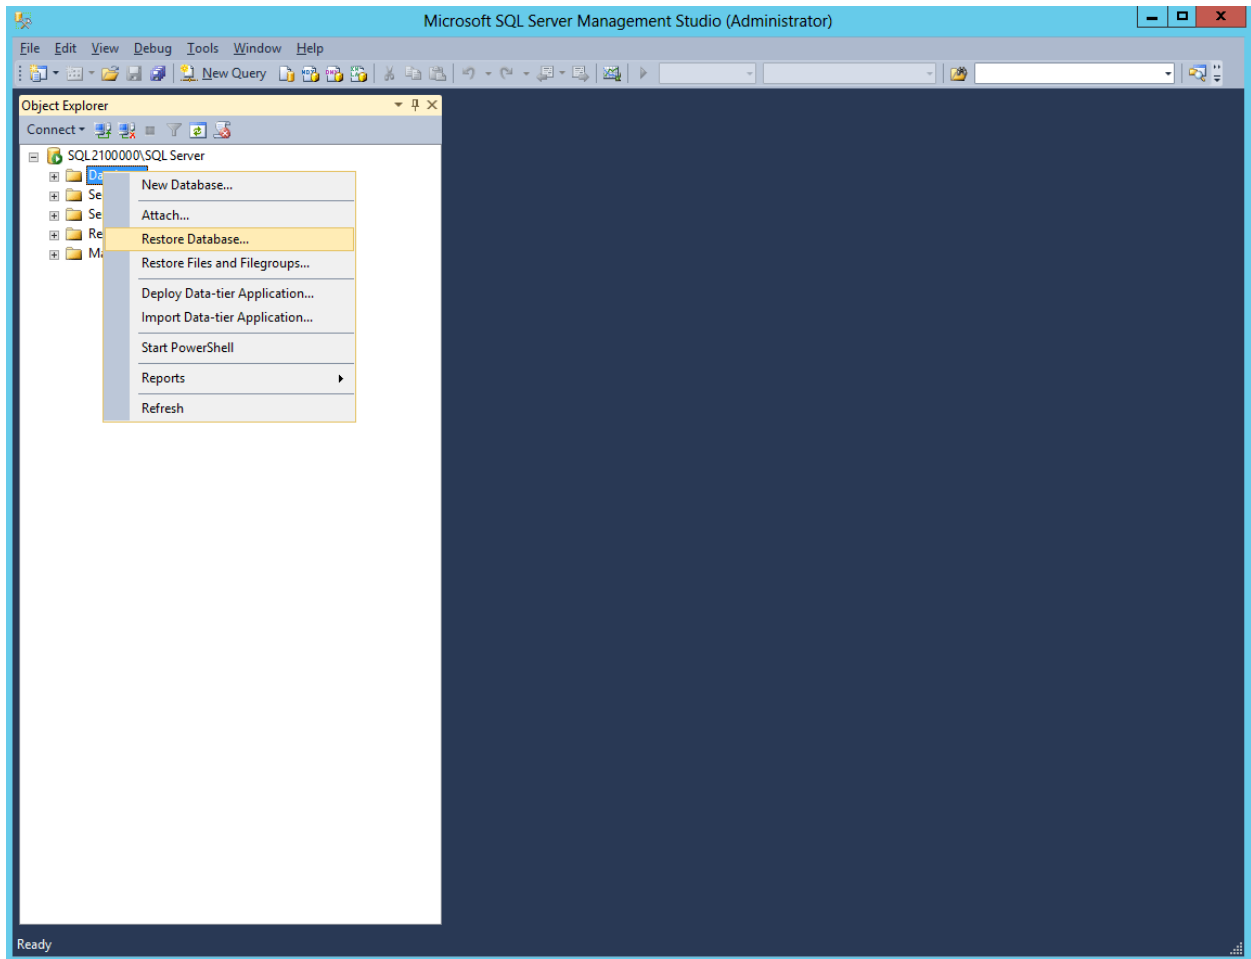 Microsoft SQL Server Management Studio (Administrator)
File Edit View Debug Tools Window Help
New Query
Object Explorer
Connect
SQL2100000\SQL Server
New Database...
Attach...
Restore Database...
Restore Files and Filegroups...
Deploy Data-tier Application...
Import Data-tier Application...
Start PowerShell
Reports
Refresh
Ready